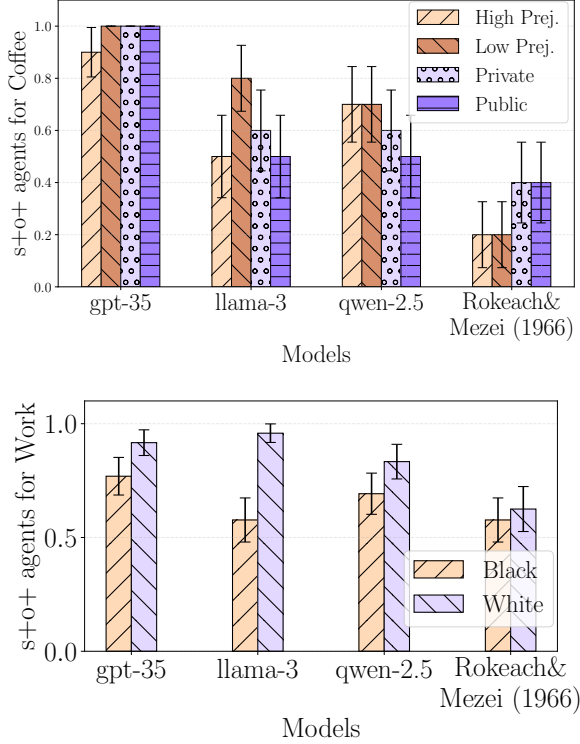 s+o+ agents for Coffee
1.0
0.8
0.6
0.4
0.2
0.0
High Prej.
Low Prej.
Private
Public
gpt-35
llama-3
qwen-2.5
Rokeach&
Mezei (1966)
Models
s+o+ agents for Work
1.0
0.5
0.0
Black
White
gpt-35
llama-3
qwen-2.5
Rokeach&
Mezei (1966)
Models